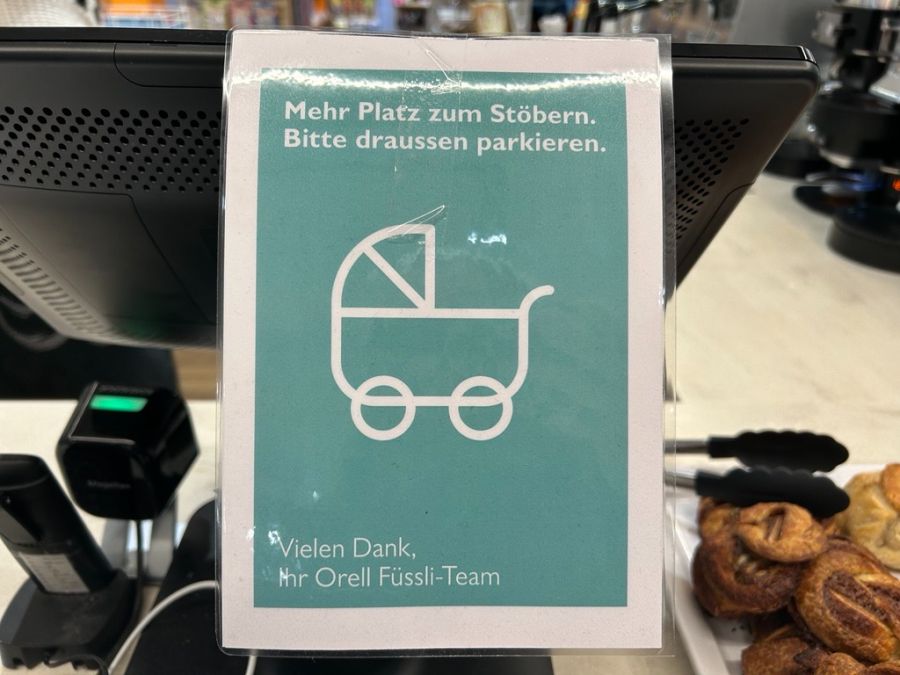 Mehr Platz zum Stöbern.
Bitte draussen parkieren.
Vielen Dank,
Ihr Orell Füssli-Team